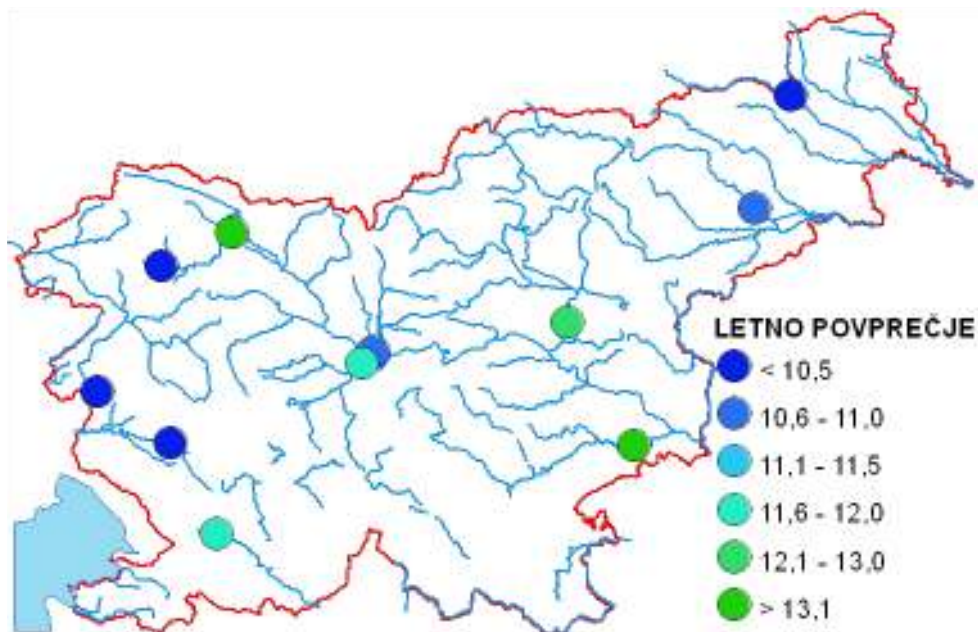 LETNO POVPREČJE
< 10,5
10,6 - 11,0
11,1 - 11,5
11,6 - 12,0
12,1 - 13,0
> 13,1